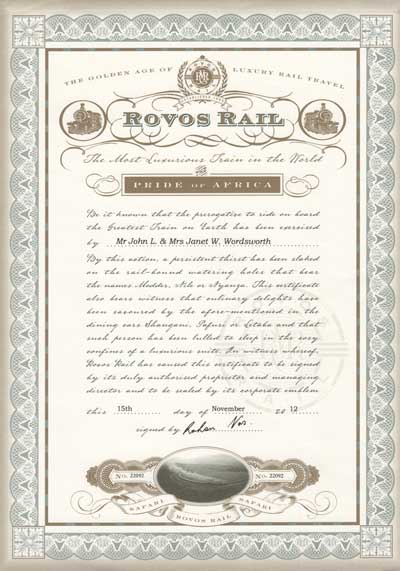 THE GOLDEN AGE OF LUXURY RAIL TRAVEL
ROVOS RAIL
The Most Luxurious Train in the World
PRIDE OF AFRICA
Be it known that the prerogative to ride on board
the Greatest Train on Earth has been exercised
by Mr John L. & Mrs Janet W. Wordsworth
By this action, a persistent thirst has been slaked
on the rail-bound watering holes that bear
the names Modder, Nile or Nyanza. This certificate
also bears witness that culinary delights have
been savoured by the afore-mentioned in the
dining cars Shangani, Pafuri or Letaba and that
such person has been lulled to sleep in the cosy
confines of a luxurious suite. In witness whereof,
Rovos Rail has caused this certificate to be signed
by its duly authorised proprietor and managing
director and to be sealed by its corporate emblem
this 15th day of November 2012
signed by Rohan Vos
No. 22092 No. 22092
SAFARI SAFARI
ROVOS RAIL